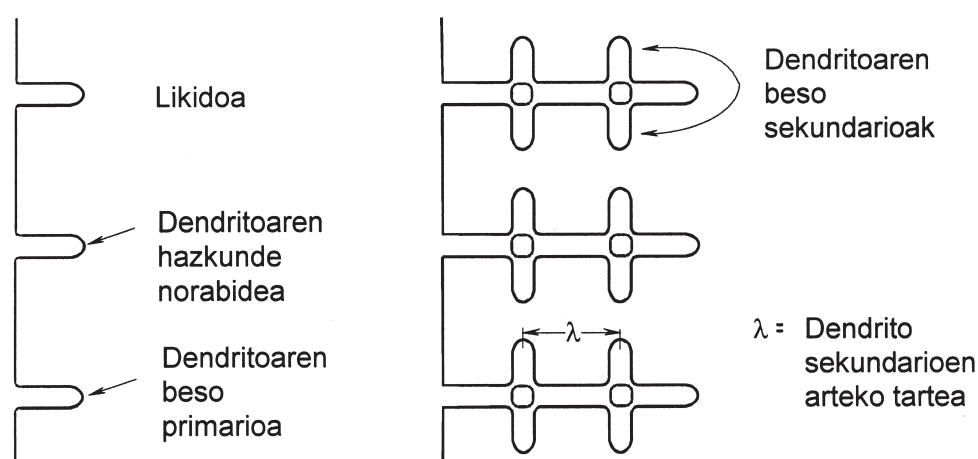 Likidoa
Dendritoaren
hazkunde
norabidea
Dendritoaren
beso
primarioa
Dendritoaren
beso
sekundarioak
λ
λ = Dendrito
sekundarioen
arteko tartea